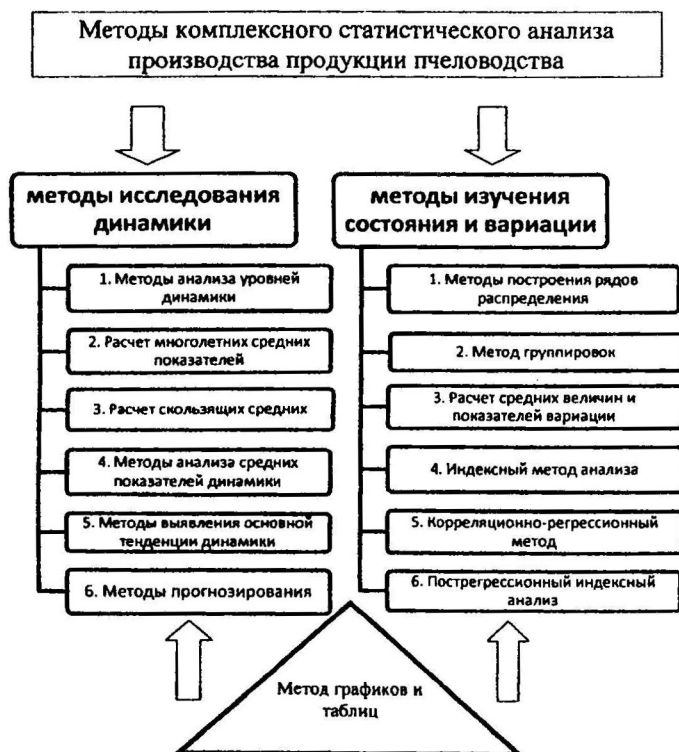 Методы комплексного статистического анализа
производства продукции пчеловодства
методы исследования
динамики
1. Методы анализа уровней
динамики
2. Расчет многолетних средних
показателей
3. Расчет скользящих средних
4. Методы анализа средних
показателей динамики
5. Методы выявления основной
тенденции динамики
6. Методы прогнозирования
методы изучения
состояния и вариации
1. Методы построения рядов
распределения
2. Метод группировок
3. Расчет средних величин и
показателей вариации
4. Индексный метод анализа
5. Корреляционно-регрессионный
метод
6. Пострегрессионный индексный
анализ
Метод графиков и
таблиц